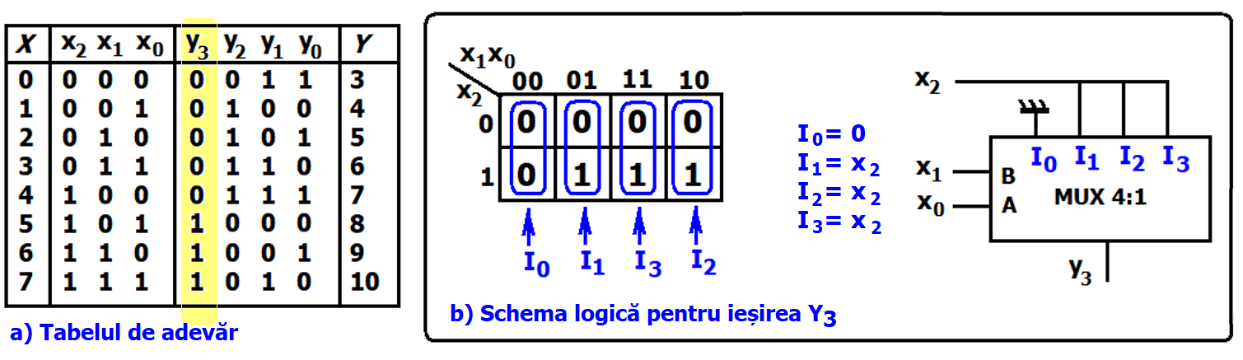 X x₂ x₁ x₀ y₃ y₂ y₁ y₀ Y
0 0 0 0 0 0 1 1 3
1 0 0 1 0 1 0 0 4
2 0 1 0 0 1 0 1 5
3 0 1 1 0 1 1 0 6
4 1 0 0 0 1 1 1 7
5 1 0 1 1 0 0 0 8
6 1 1 0 1 0 0 1 9
7 1 1 1 1 0 1 0 10
a) Tabelul de adevăr
x₁x₀
x₂
00 01 11 10
0 0 0 0 0
1 0 1 1 1
I₀ I₁ I₃ I₂
I₀= 0
I₁= x₂
I₂= x₂
I₃= x₂
x₂
I₀ I₁ I₂ I₃
x₁ B
x₀ A
MUX 4:1
y₃
b) Schema logică pentru ieșirea Y₃